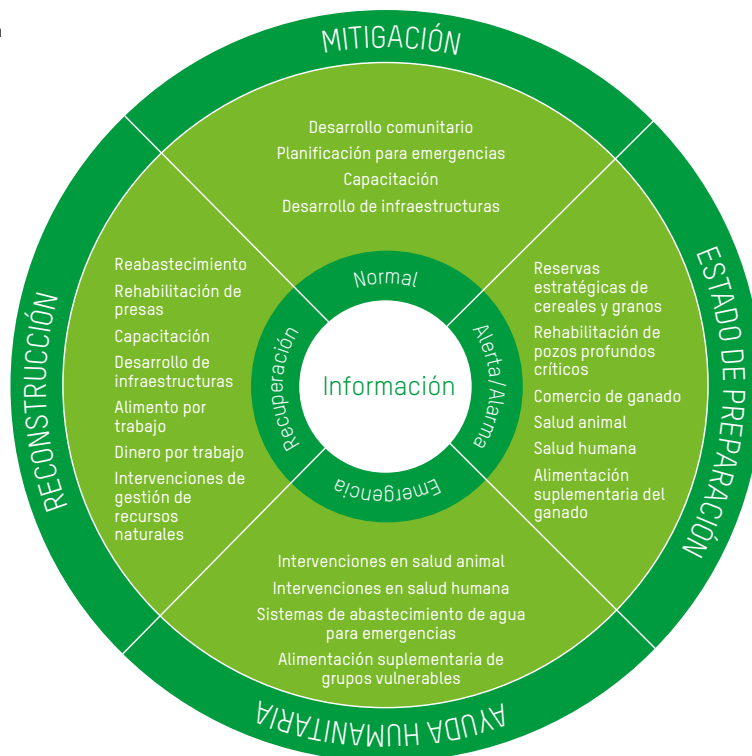 MITIGACIÓN
Desarrollo comunitario
Planificación para emergencias
Capacitación
Desarrollo de infraestructuras
Normal
ESTADO DE PREPARACIÓN
Reservas
estratégicas de
cereales y granos
Rehabilitación de
pozos profundos
críticos
Comercio de ganado
Salud animal
Salud humana
Alimentación
suplementaria del
ganado
Alerta/Alarma
Información
RECONSTRUCCIÓN
Reabastecimiento
Rehabilitación de
presas
Capacitación
Desarrollo de
infraestructuras
Alimento por
trabajo
Dinero por trabajo
Intervenciones de
gestión de
recursos
naturales
Recuperación
Emergencia
Intervenciones en salud animal
Intervenciones en salud humana
Sistemas de abastecimiento de agua
para emergencias
Alimentación suplementaria de
grupos vulnerables
AYUDA HUMANITARIA